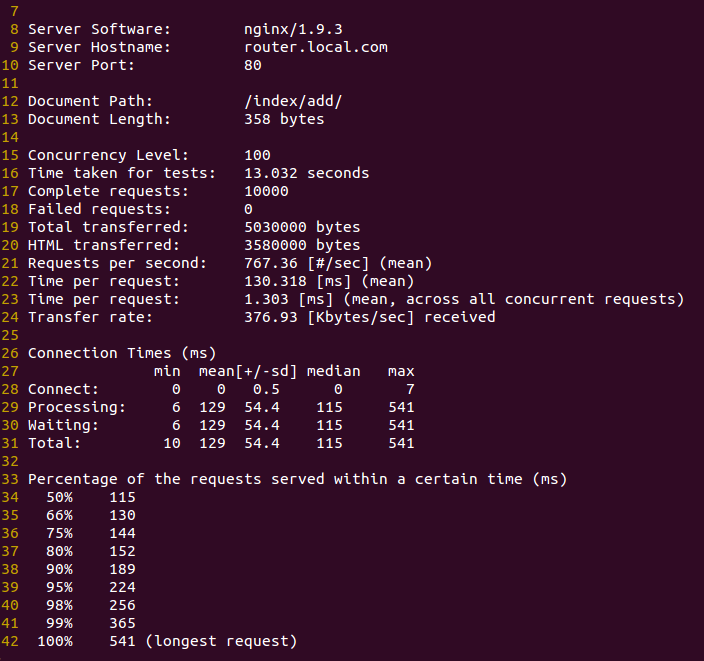 7
8 Server Software:        nginx/1.9.3
9 Server Hostname:        router.local.com
10 Server Port:            80
11
12 Document Path:          /index/add/
13 Document Length:        358 bytes
14
15 Concurrency Level:      100
16 Time taken for tests:   13.032 seconds
17 Complete requests:      10000
18 Failed requests:        0
19 Total transferred:      5030000 bytes
20 HTML transferred:       3580000 bytes
21 Requests per second:    767.36 [#/sec] (mean)
22 Time per request:       130.318 [ms] (mean)
23 Time per request:       1.303 [ms] (mean, across all concurrent requests)
24 Transfer rate:          376.93 [Kbytes/sec] received
25
26 Connection Times (ms)
27               min  mean[+/-sd] median   max
28 Connect:        0    0   0.5      0       7
29 Processing:     6  129  54.4    115     541
30 Waiting:        6  129  54.4    115     541
31 Total:         10  129  54.4    115     541
32
33 Percentage of the requests served within a certain time (ms)
34   50%    115
35   66%    130
36   75%    144
37   80%    152
38   90%    189
39   95%    224
40   98%    256
41   99%    365
42  100%    541 (longest request)